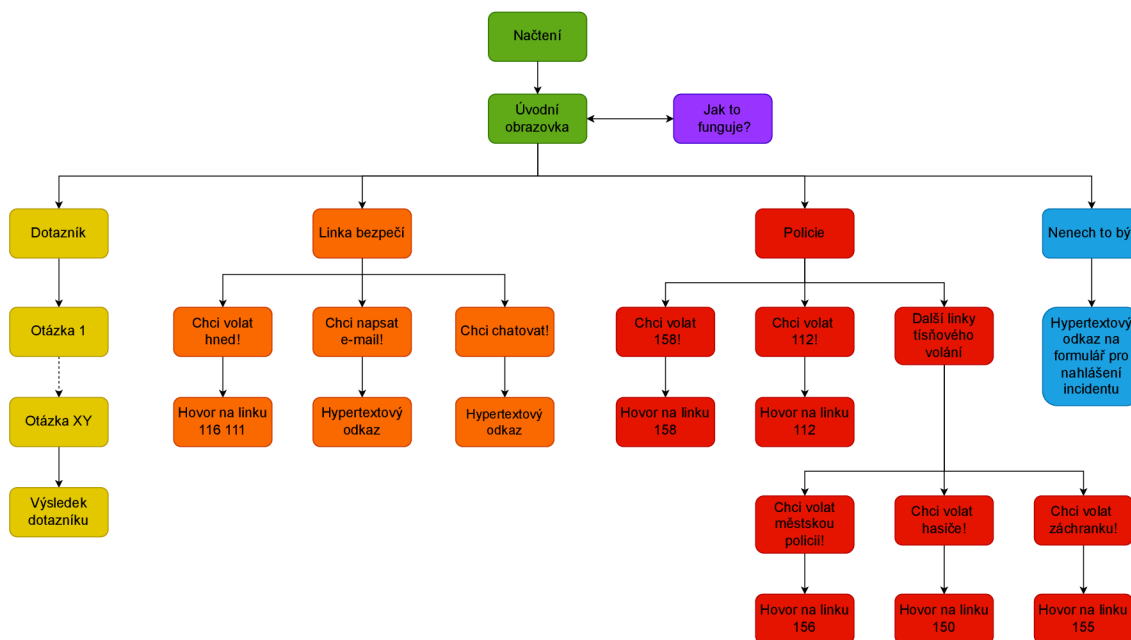 Načtení
Úvodní
obrazovka
Jak to
funguje?
Dotazník
Linka bezpečí
Policie
Nenech to bý
Otázka 1
Chci volat
hned!
Chci napsat
e-mail!
Chci chatovat!
Chci volat
158!
Chci volat
112!
Další linky
tísňového
volání
Hypertextový
odkaz na
formulář pro
nahlášení
incidentu
Otázka XY
Hovor na linku
116 111
Hypertextový
odkaz
Hypertextový
odkaz
Hovor na linku
158
Hovor na linku
112
Výsledek
dotazníku
Chci volat
městskou
policii!
Chci volat
hasiče!
Chci volat
záchranku!
Hovor na linku
156
Hovor na linku
150
Hovor na linku
155